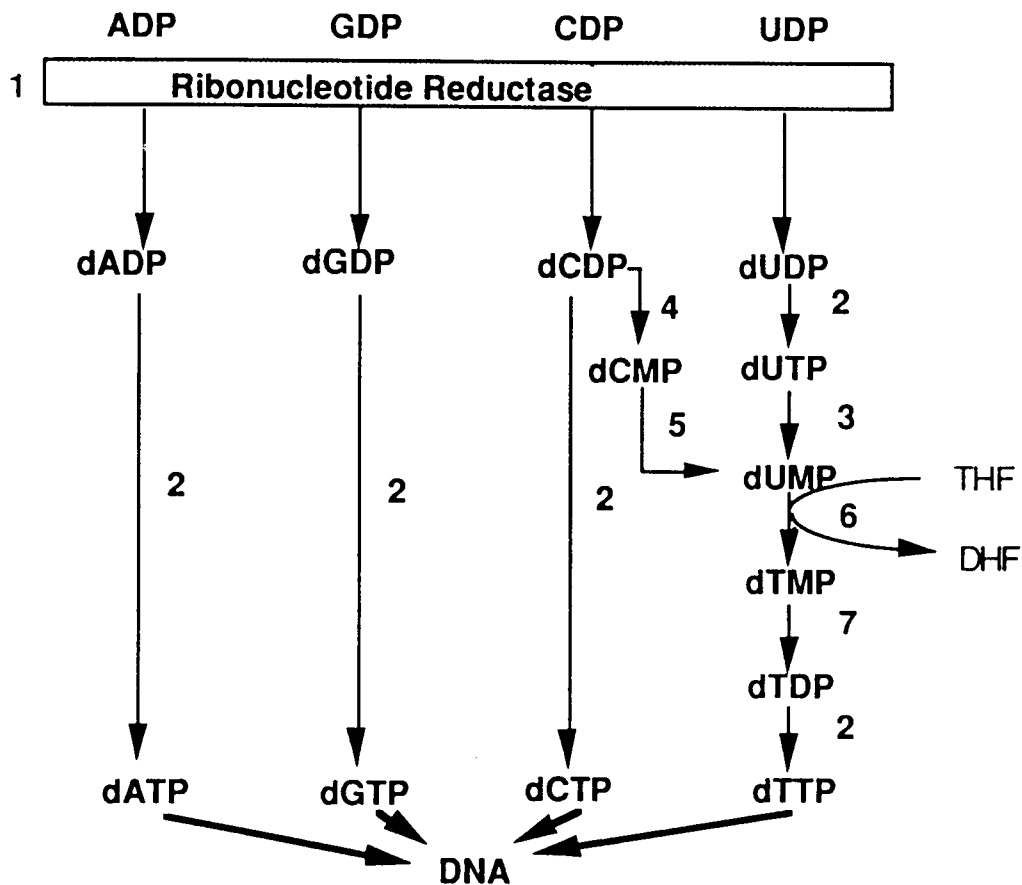 ADP GDP CDP UDP
1 Ribonucleotide Reductase
dADP dGDP dCDP dUDP
4 2
dCMP dUTP
5 3
2 2 2 dUMP THF
6
DHF
dTMP
7
dTDP
2
dATP dGTP dCTP dTTP
DNA